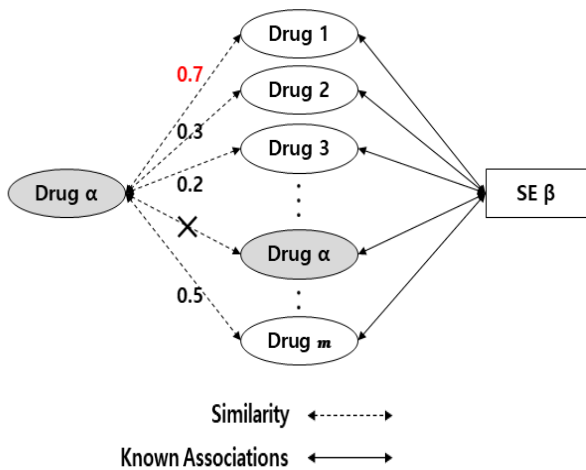 Drug 1
0.7
Drug 2
0.3
Drug 3
0.2
Drug α
SE β
Drug α
0.5
Drug m
Similarity
Known Associations